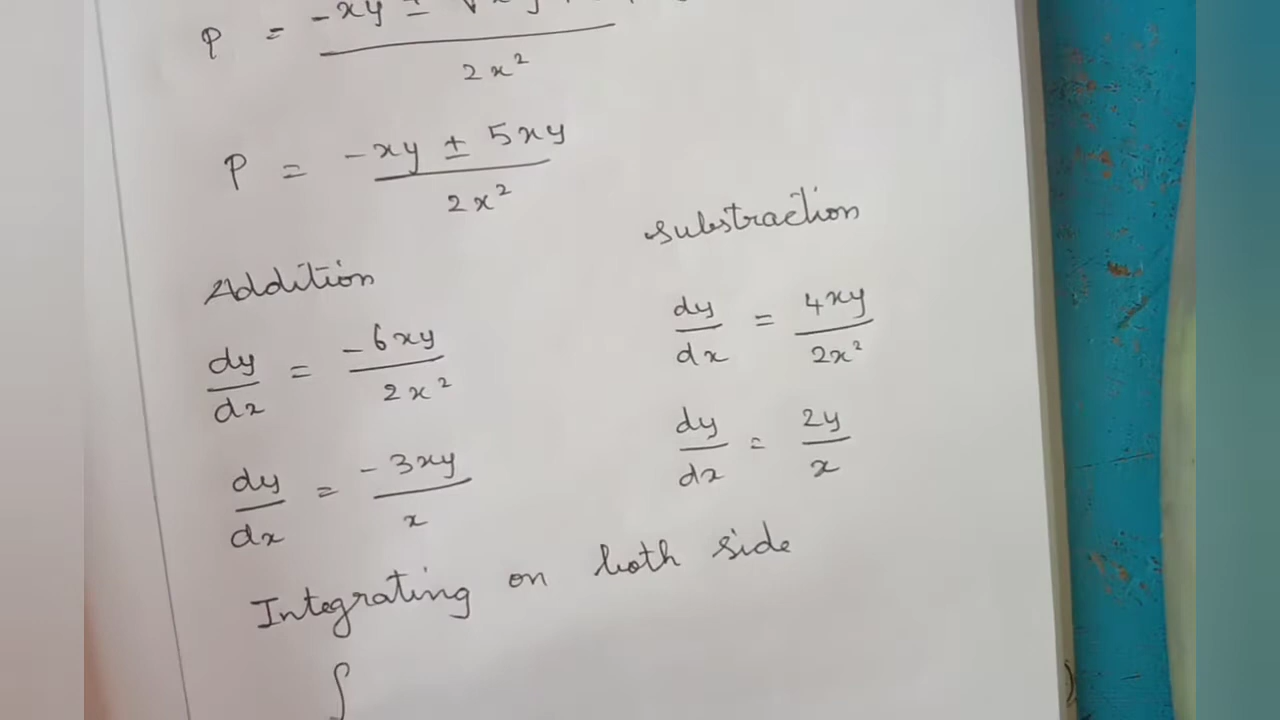 P = -xy ±
2x²
P = -xy ± 5xy
2x²
Addition
dy/dx = -6xy/2x²
dy/dx = -3xy/x
substraction
dy/dx = 4xy/2x²
dy/dx = 2y/x
Integrating on both side
∫